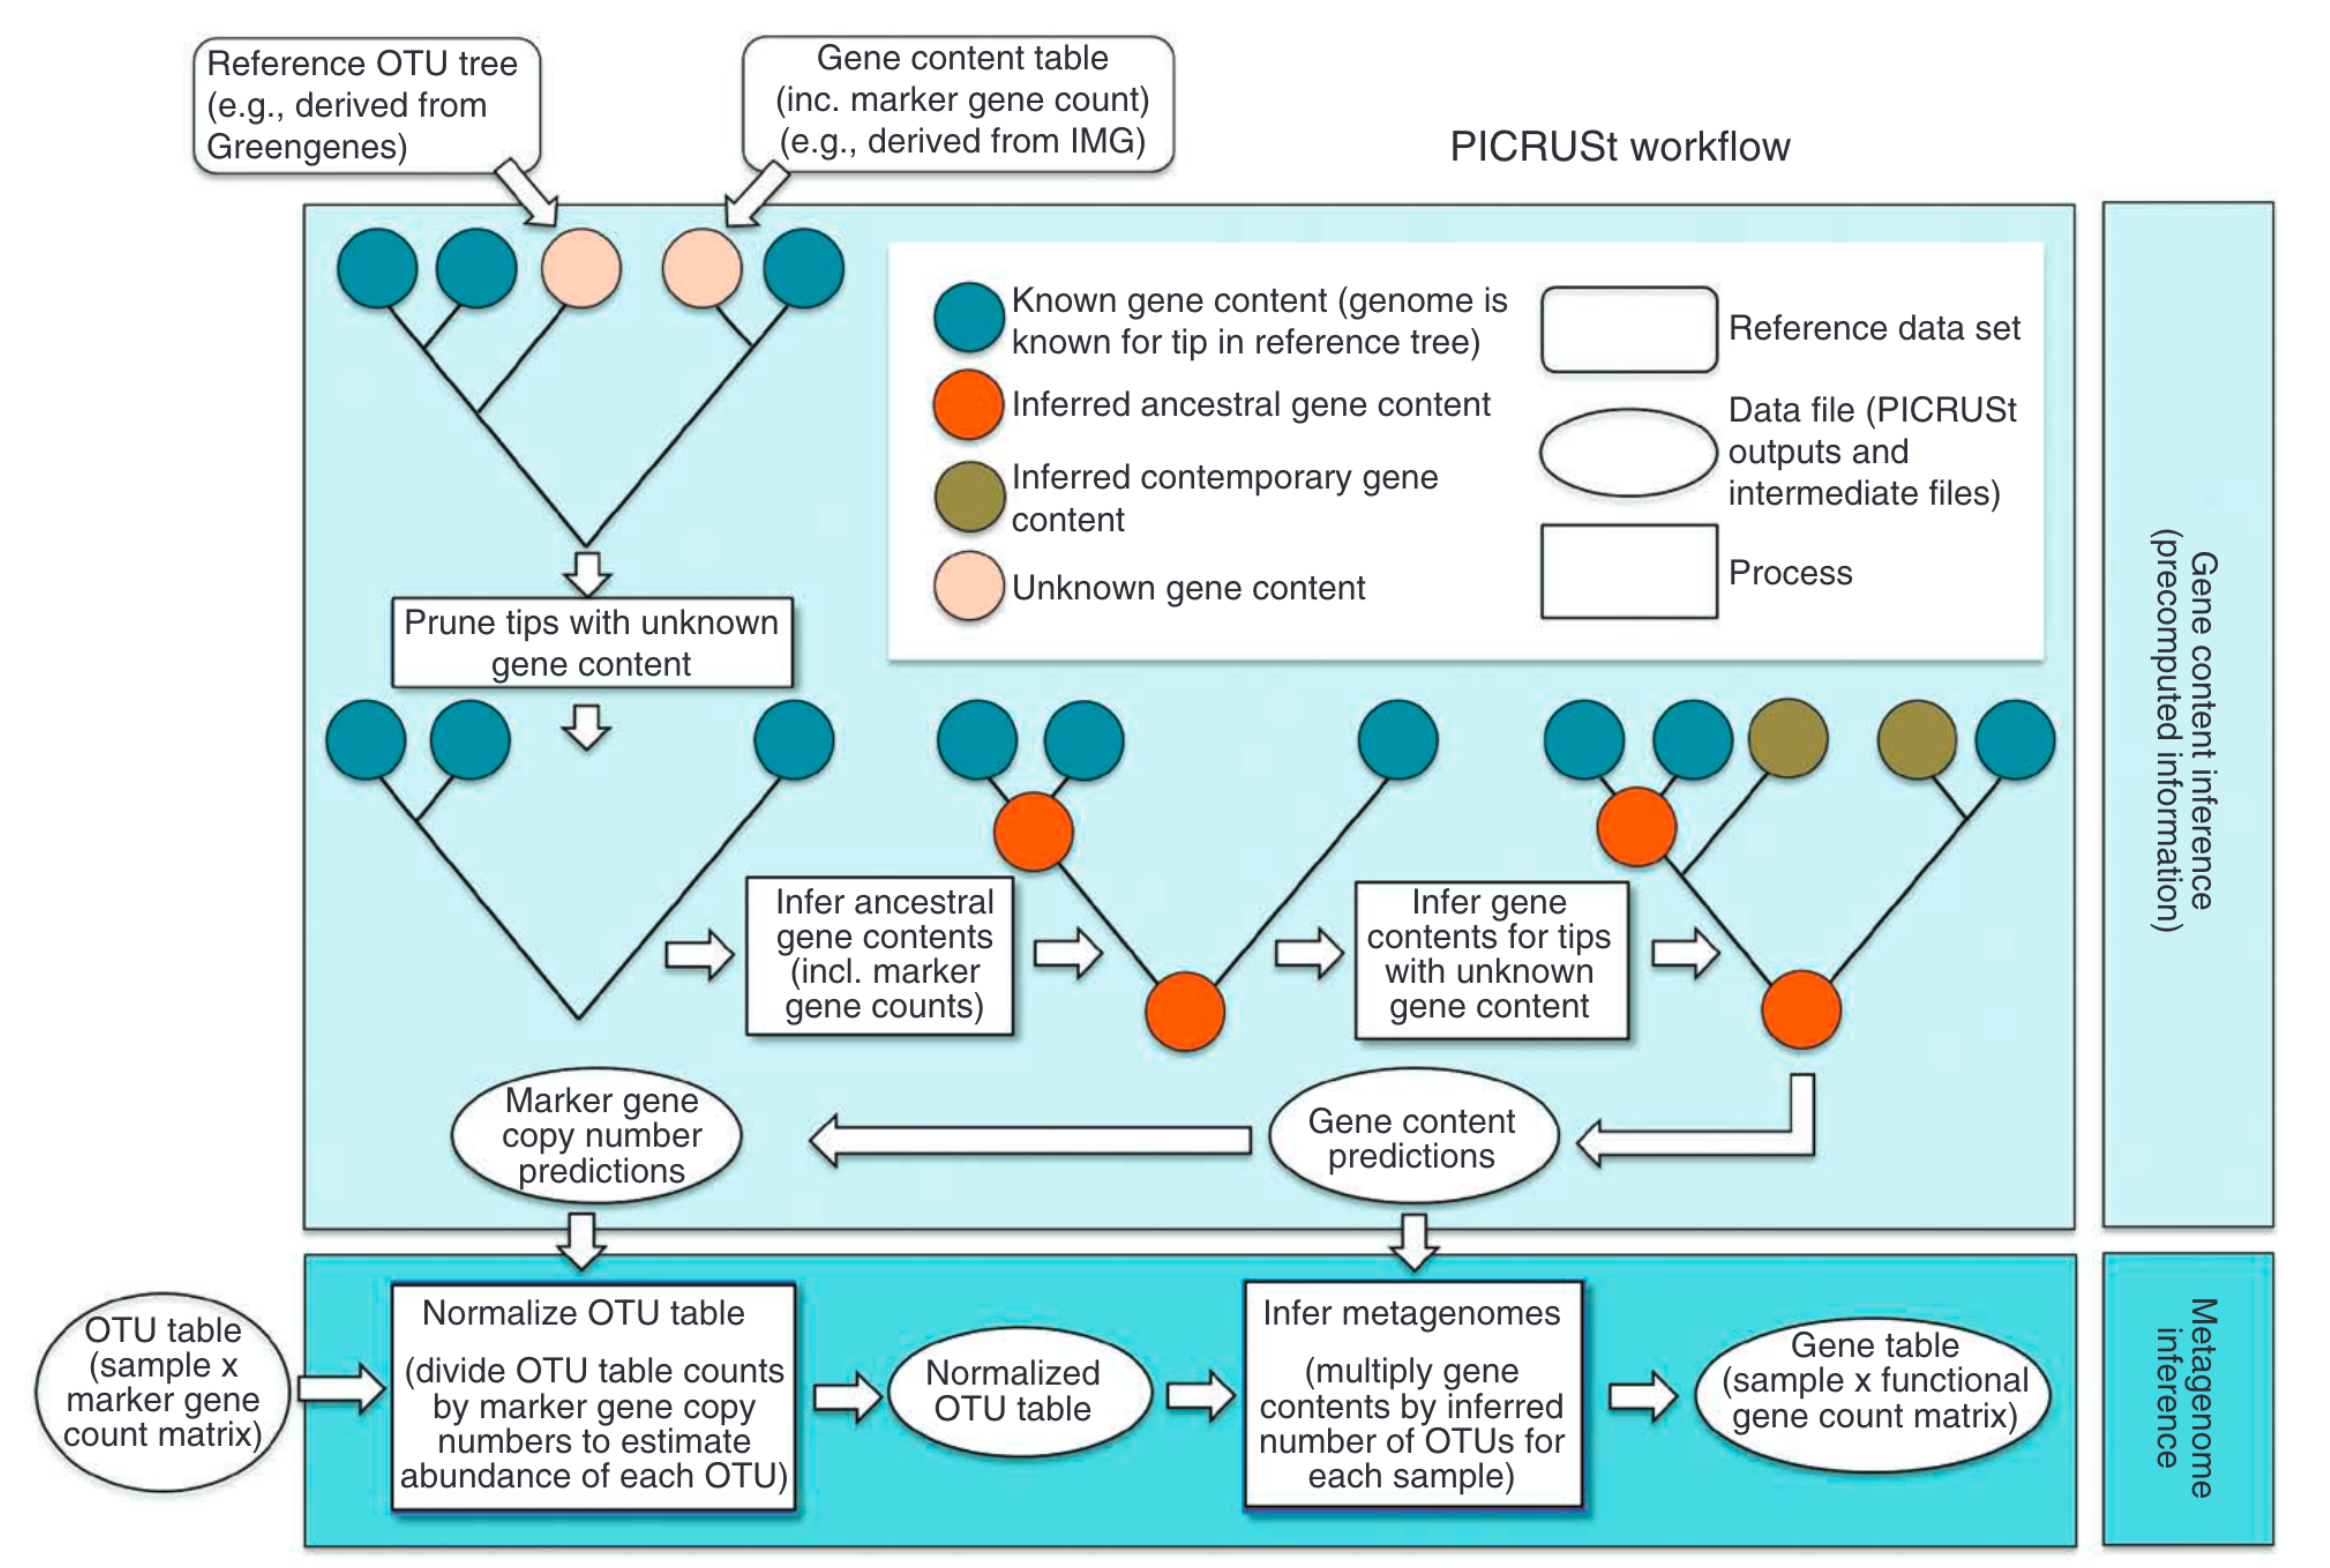 Reference OTU tree
(e.g., derived from
Greengenes)
Gene content table
(inc. marker gene count)
(e.g., derived from IMG)
PICRUSt workflow
Known gene content (genome is
known for tip in reference tree)
Inferred ancestral gene content
Inferred contemporary gene
content
Unknown gene content
Reference data set
Data file (PICRUSt
outputs and
intermediate files)
Process
Prune tips with unknown
gene content
Infer ancestral
gene contents
(incl. marker
gene counts)
Infer gene
contents for tips
with unknown
gene content
Marker gene
copy number
predictions
Gene content
predictions
Gene content inference
(precomputed information)
OTU table
(sample x
marker gene
count matrix)
Normalize OTU table
(divide OTU table counts
by marker gene copy
numbers to estimate
abundance of each OTU)
Normalized
OTU table
Infer metagenomes
(multiply gene
contents by inferred
number of OTUs for
each sample)
Gene table
(sample x functional
gene count matrix)
Metagenome
inference